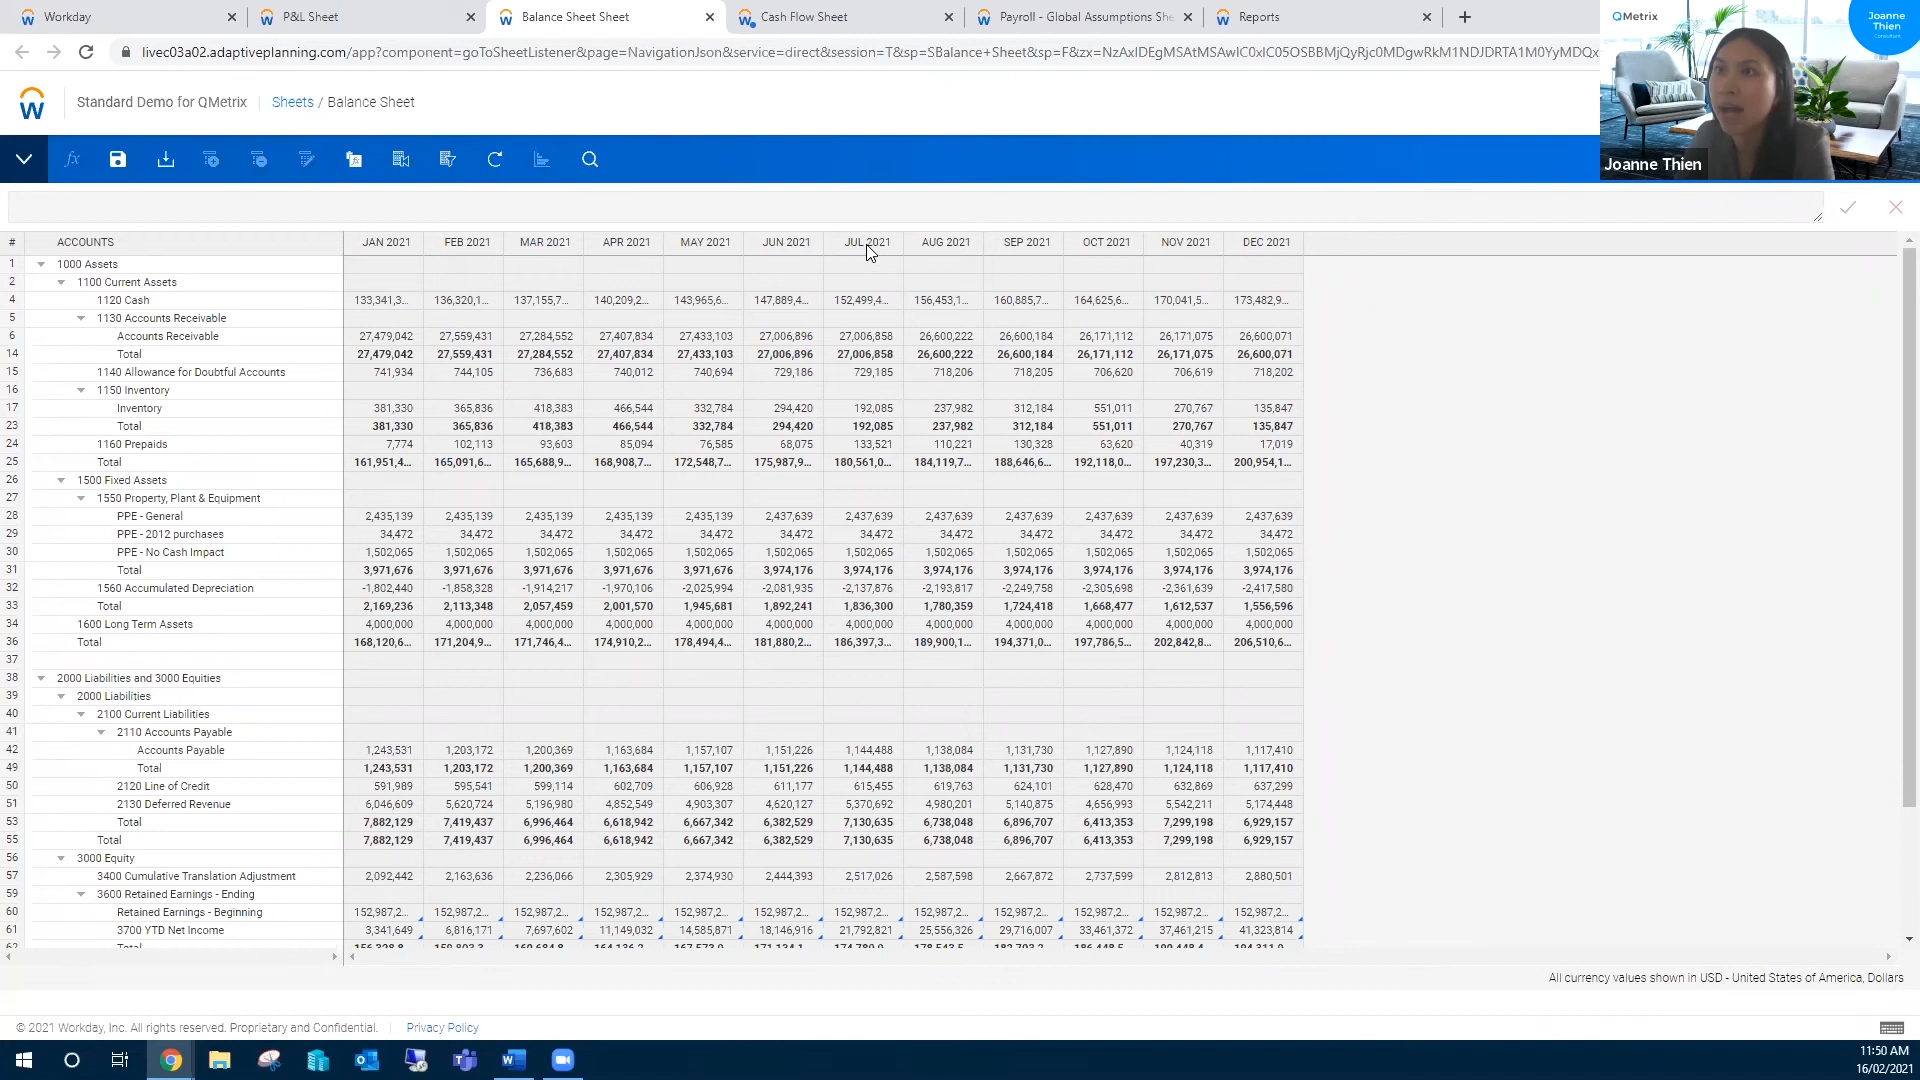 Workday
P&L Sheet
Balance Sheet Sheet
Cash Flow Sheet
Payroll - Global Assumptions She
Reports
livec03a02.adaptiveplanning.com/app?component=goToSheetListener&page=NavigationJson&service=direct&session=T&sp=SBalance+Sheet&sp=F&zx=
Standard Demo for QMetrix
Sheets / Balance Sheet
QMetrix
Joanne Thien
Consultant
Joanne Thien
# ACCOUNTS JAN 2021 FEB 2021 MAR 2021 APR 2021 MAY 2021 JUN 2021 JUL 2021 AUG 2021 SEP 2021 OCT 2021 NOV 2021 DEC 2021
1 1000 Assets
2 1100 Current Assets
4 1120 Cash 133,341,3... 136,320,1... 137,155,7... 140,209,2... 143,965,6... 147,889,4... 152,499,4... 156,453,1... 160,885,7... 164,625,6... 170,041,5... 173,482,9...
5 1130 Accounts Receivable
6 Accounts Receivable 27,479,042 27,559,431 27,284,552 27,407,834 27,433,103 27,006,896 27,006,858 26,600,222 26,600,184 26,171,112 26,171,075 26,600,071
14 Total 27,479,042 27,559,431 27,284,552 27,407,834 27,433,103 27,006,896 27,006,858 26,600,222 26,600,184 26,171,112 26,171,075 26,600,071
15 1140 Allowance for Doubtful Accounts 741,934 744,105 736,683 740,012 740,694 729,186 729,185 718,206 718,205 706,620 706,619 718,202
16 1150 Inventory
17 Inventory 381,330 365,836 418,383 466,544 332,784 294,420 192,085 237,982 312,184 551,011 270,767 135,847
23 Total 381,330 365,836 418,383 466,544 332,784 294,420 192,085 237,982 312,184 551,011 270,767 135,847
24 1160 Prepaids 7,774 102,113 93,603 85,094 76,585 68,075 133,521 110,221 130,328 63,620 40,319 17,019
25 Total 161,951,4... 165,091,6... 165,688,9... 168,908,7... 172,548,7... 175,987,9... 180,561,0... 184,119,7... 188,646,6... 192,118,0... 197,230,3... 200,954,1...
26 1500 Fixed Assets
27 1550 Property, Plant & Equipment
28 PPE - General 2,435,139 2,435,139 2,435,139 2,435,139 2,435,139 2,437,639 2,437,639 2,437,639 2,437,639 2,437,639 2,437,639 2,437,639
29 PPE - 2012 purchases 34,472 34,472 34,472 34,472 34,472 34,472 34,472 34,472 34,472 34,472 34,472 34,472
30 PPE - No Cash Impact 1,502,065 1,502,065 1,502,065 1,502,065 1,502,065 1,502,065 1,502,065 1,502,065 1,502,065 1,502,065 1,502,065 1,502,065
31 Total 3,971,676 3,971,676 3,971,676 3,971,676 3,971,676 3,974,176 3,974,176 3,974,176 3,974,176 3,974,176 3,974,176 3,974,176
32 1560 Accumulated Depreciation -1,802,440 -1,858,328 -1,914,217 -1,970,106 -2,025,994 -2,081,935 -2,137,876 -2,193,817 -2,249,758 -2,305,698 -2,361,639 -2,417,580
33 Total 2,169,236 2,113,348 2,057,459 2,001,570 1,945,681 1,892,241 1,836,300 1,780,359 1,724,418 1,668,477 1,612,537 1,556,596
34 1600 Long Term Assets 4,000,000 4,000,000 4,000,000 4,000,000 4,000,000 4,000,000 4,000,000 4,000,000 4,000,000 4,000,000 4,000,000 4,000,000
36 Total 168,120,6... 171,204,9... 171,746,4... 174,910,2... 178,494,4... 181,880,2... 186,397,3... 189,900,1... 194,371,0... 197,786,5... 202,842,8... 206,510,6...
37
38 2000 Liabilities and 3000 Equities
39 2000 Liabilities
40 2100 Current Liabilities
41 2110 Accounts Payable
42 Accounts Payable 1,243,531 1,203,172 1,200,369 1,163,684 1,157,107 1,151,226 1,144,488 1,138,084 1,131,730 1,127,890 1,124,118 1,117,410
49 Total 1,243,531 1,203,172 1,200,369 1,163,684 1,157,107 1,151,226 1,144,488 1,138,084 1,131,730 1,127,890 1,124,118 1,117,410
50 2120 Line of Credit 591,989 595,541 599,114 602,709 606,928 611,177 615,455 619,763 624,101 628,470 632,869 637,299
51 2130 Deferred Revenue 6,046,609 5,620,724 5,196,980 4,852,549 4,903,307 4,620,127 5,370,692 4,980,201 5,140,875 4,656,993 5,542,211 5,174,448
53 Total 7,882,129 7,419,437 6,996,464 6,618,942 6,667,342 6,382,529 7,130,635 6,738,048 6,896,707 6,413,353 7,299,198 6,929,157
55 Total 7,882,129 7,419,437 6,996,464 6,618,942 6,667,342 6,382,529 7,130,635 6,738,048 6,896,707 6,413,353 7,299,198 6,929,157
56 3000 Equity
57 3400 Cumulative Translation Adjustment 2,092,442 2,163,636 2,236,066 2,305,929 2,374,930 2,444,393 2,517,026 2,587,598 2,667,872 2,737,599 2,812,813 2,880,501
59 3600 Retained Earnings - Ending
60 Retained Earnings - Beginning 152,987,2... 152,987,2... 152,987,2... 152,987,2... 152,987,2... 152,987,2... 152,987,2... 152,987,2... 152,987,2... 152,987,2... 152,987,2... 152,987,2...
61 3700 YTD Net Income 3,341,649 6,816,171 7,697,602 11,149,032 14,585,871 18,146,916 21,792,821 25,556,326 29,716,007 33,461,372 37,461,215 41,323,814
62 Total
All currency values shown in USD - United States of America, Dollars
© 2021 Workday, Inc. All rights reserved. Proprietary and Confidential.
Privacy Policy
11:50 AM
16/02/2021